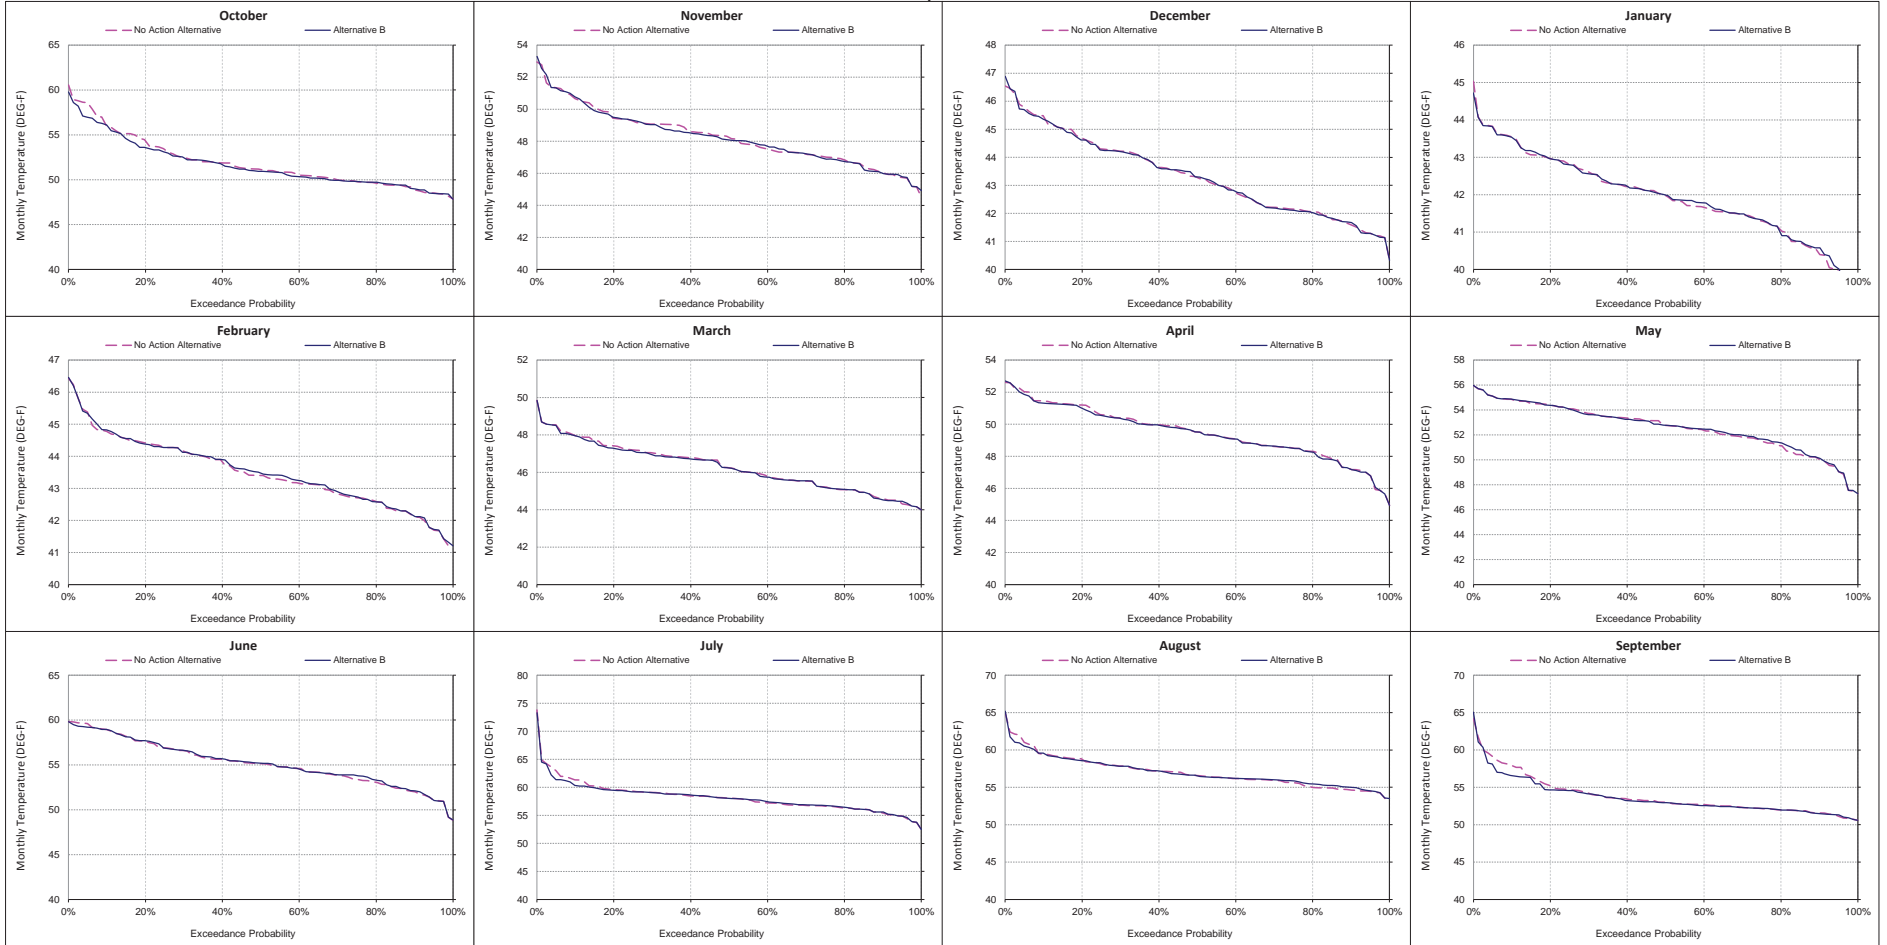 October
No Action Alternative Alternative B
Monthly Temperature (DEG-F)
65
60
55
50
45
40
0% 20% 40% 60% 80% 100%
Exceedance Probability
November
No Action Alternative Alternative B
Monthly Temperature (DEG-F)
54
52
50
48
46
44
42
40
0% 20% 40% 60% 80% 100%
Exceedance Probability
December
No Action Alternative Alternative B
Monthly Temperature (DEG-F)
48
47
46
45
44
43
42
41
40
0% 20% 40% 60% 80% 100%
Exceedance Probability
January
No Action Alternative Alternative B
Monthly Temperature (DEG-F)
46
45
44
43
42
41
40
0% 20% 40% 60% 80% 100%
Exceedance Probability
February
No Action Alternative Alternative B
Monthly Temperature (DEG-F)
47
46
45
44
43
42
41
40
0% 20% 40% 60% 80% 100%
Exceedance Probability
March
No Action Alternative Alternative B
Monthly Temperature (DEG-F)
52
50
48
46
44
42
40
0% 20% 40% 60% 80% 100%
Exceedance Probability
April
No Action Alternative Alternative B
Monthly Temperature (DEG-F)
54
52
50
48
46
44
42
40
0% 20% 40% 60% 80% 100%
Exceedance Probability
May
No Action Alternative Alternative B
Monthly Temperature (DEG-F)
58
56
54
52
50
48
46
44
42
40
0% 20% 40% 60% 80% 100%
Exceedance Probability
June
No Action Alternative Alternative B
Monthly Temperature (DEG-F)
65
60
55
50
45
40
0% 20% 40% 60% 80% 100%
Exceedance Probability
July
No Action Alternative Alternative B
Monthly Temperature (DEG-F)
80
75
70
65
60
55
50
45
40
0% 20% 40% 60% 80% 100%
Exceedance Probability
August
No Action Alternative Alternative B
Monthly Temperature (DEG-F)
70
65
60
55
50
45
40
0% 20% 40% 60% 80% 100%
Exceedance Probability
September
No Action Alternative Alternative B
Monthly Temperature (DEG-F)
70
65
60
55
50
45
40
0% 20% 40% 60% 80% 100%
Exceedance Probability